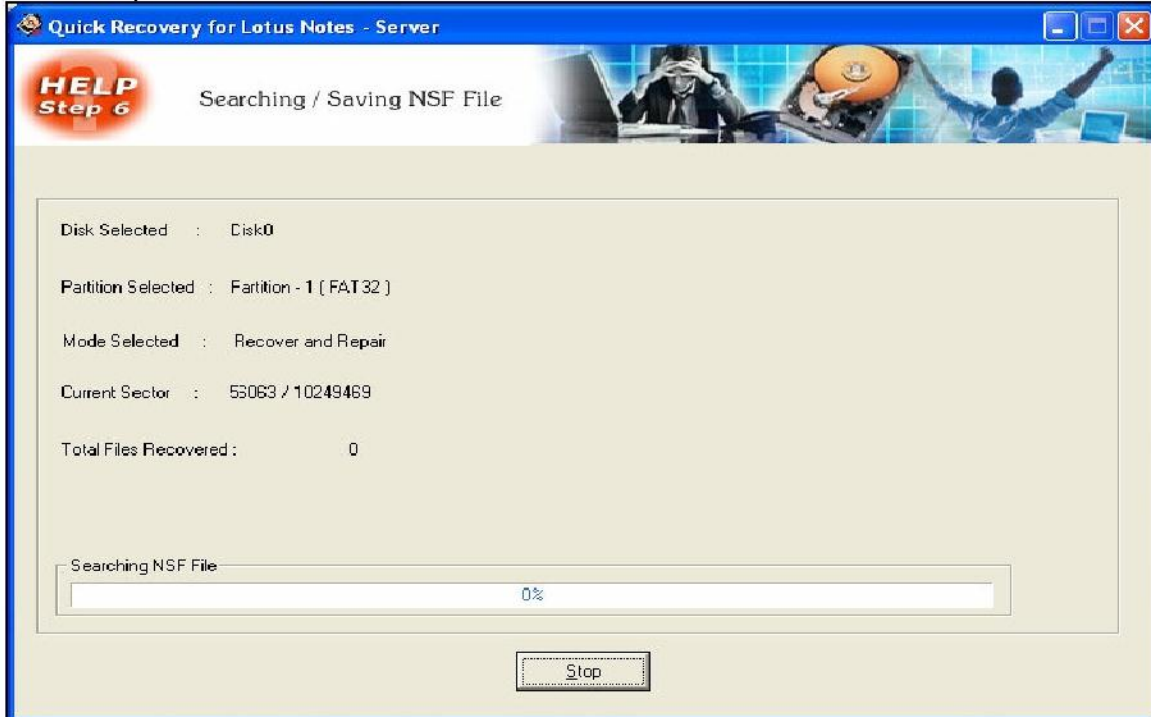 Quick Recovery for Lotus Notes - Server
HELP
Step 6
Searching / Saving NSF File
Disk Selected : Disk0
Partition Selected : Partition - 1 ( FAT32 )
Mode Selected : Recover and Repair
Current Sector : / 10249469
Total Files Recovered : 0
Searching NSF File
0%
Stop